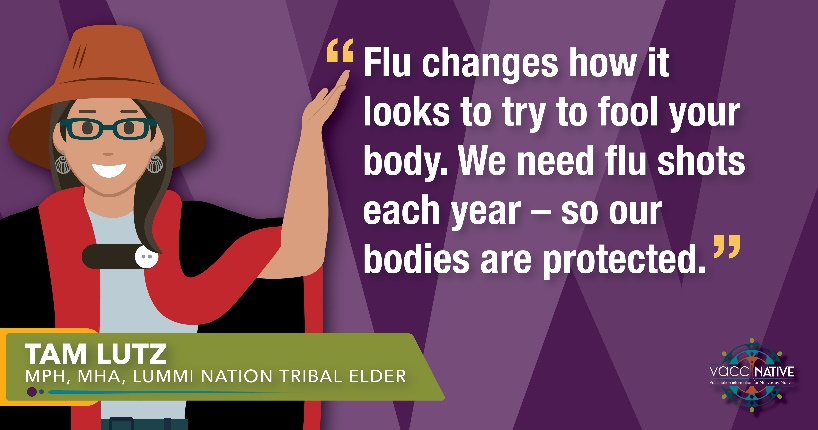 “ Flu changes how it
looks to try to fool your
body. We need flu shots
each year – so our
bodies are protected. ”
TAM LUTZ
MPH, MHA, LUMMI NATION TRIBAL ELDER
VACC NATIVE